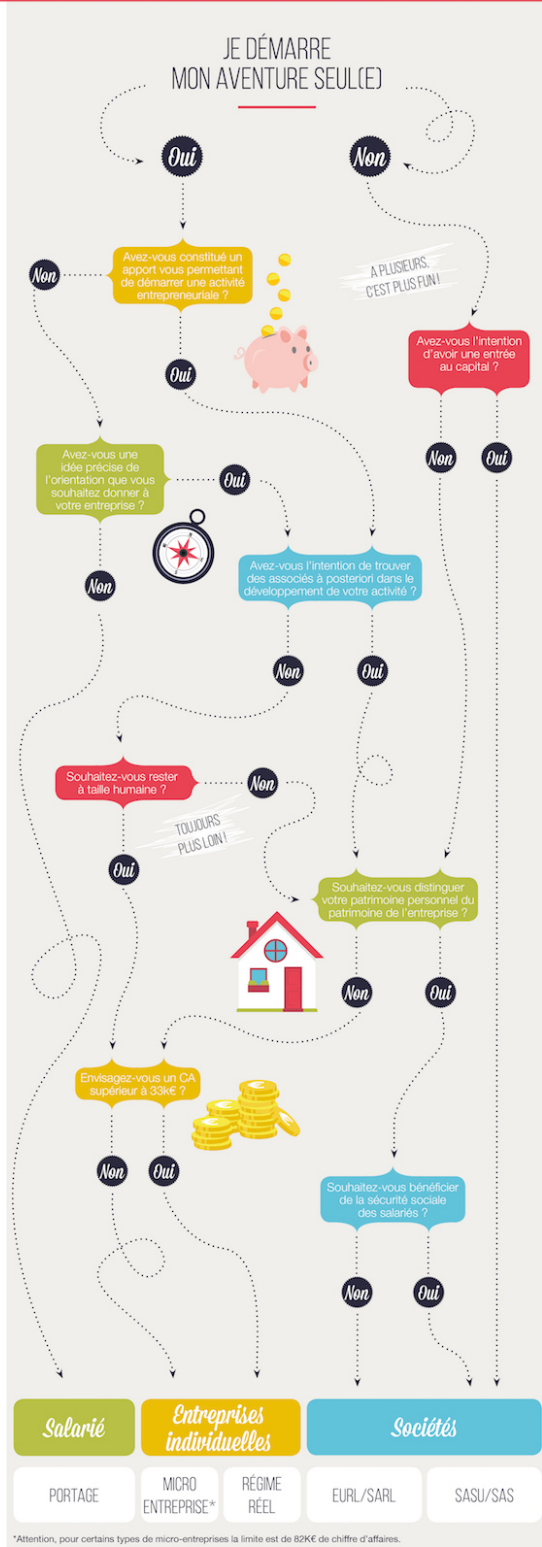 JE DÉMARRE
MON AVENTURE SEUL(E)
Oui
Non
Avez-vous constitué un
apport vous permettant
de démarrer une activité
entrepreneuriale ?
Non
A PLUSIEURS,
C'EST PLUS FUN !
Avez-vous l'intention
d'avoir une entrée
au capital ?
Oui
Non
Oui
Avez-vous une
idée précise de
l'orientation que vous
souhaitez donner à
votre entreprise ?
Oui
Non
Avez-vous l'intention de trouver
des associés à posteriori dans le
développement de votre activité ?
Non
Oui
Souhaitez-vous rester
à taille humaine ?
Non
TOUJOURS
PLUS LOIN !
Oui
Souhaitez-vous distinguer
votre patrimoine personnel du
patrimoine de l'entreprise ?
Non
Oui
Envisagez-vous un CA
supérieur à 33k€ ?
Non
Oui
Souhaitez-vous bénéficier
de la sécurité sociale
des salariés ?
Non
Oui
Salarié
Entreprises
individuelles
Sociétés
PORTAGE
MICRO
ENTREPRISE*
RÉGIME
RÉEL
EURL/SARL
SASU/SAS
*Attention, pour certains types de micro-entreprises la limite est de 82K€ de chiffre d'affaires.